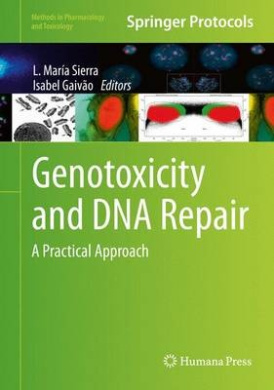 Methods in Pharmacology
and Toxicology
Springer Protocols
L. María Sierra
Isabel Gaivão Editors
Genotoxicity
and DNA Repair
A Practical Approach
Humana Press